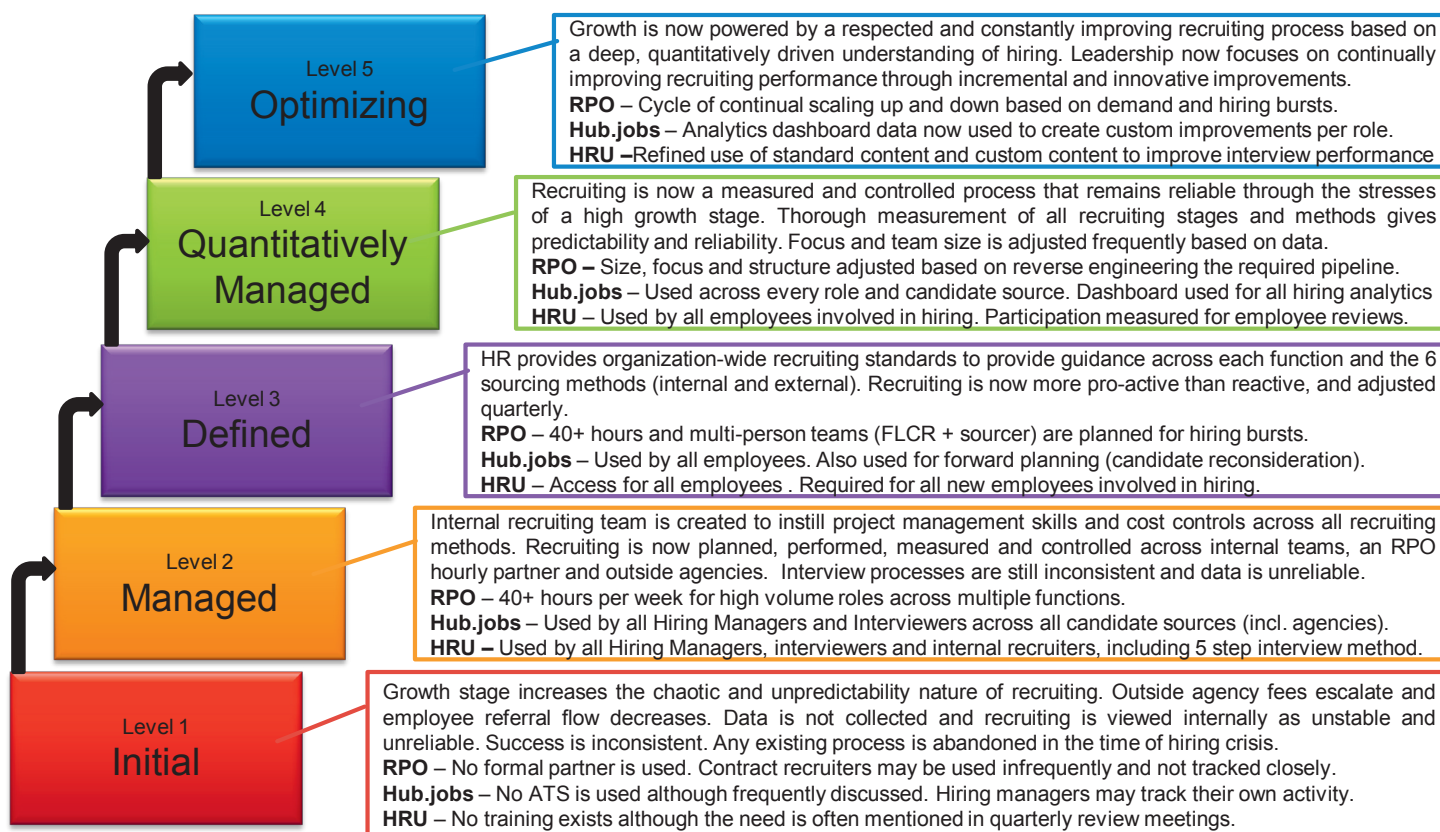 Level 5
Optimizing
Growth is now powered by a respected and constantly improving recruiting process based on
a deep, quantitatively driven understanding of hiring. Leadership now focuses on continually
improving recruiting performance through incremental and innovative improvements.
RPO – Cycle of continual scaling up and down based on demand and hiring bursts.
Hub.jobs – Analytics dashboard data now used to create custom improvements per role.
HRU –Refined use of standard content and custom content to improve interview performance
Level 4
Quantitatively
Managed
Recruiting is now a measured and controlled process that remains reliable through the stresses
of a high growth stage. Thorough measurement of all recruiting stages and methods gives
predictability and reliability. Focus and team size is adjusted frequently based on data.
RPO – Size, focus and structure adjusted based on reverse engineering the required pipeline.
Hub.jobs – Used across every role and candidate source. Dashboard used for all hiring analytics
HRU – Used by all employees involved in hiring. Participation measured for employee reviews.
Level 3
Defined
HR provides organization-wide recruiting standards to provide guidance across each function and the 6
sourcing methods (internal and external). Recruiting is now more pro-active than reactive, and adjusted
quarterly.
RPO – 40+ hours and multi-person teams (FLCR + sourcer) are planned for hiring bursts.
Hub.jobs – Used by all employees. Also used for forward planning (candidate reconsideration).
HRU – Access for all employees . Required for all new employees involved in hiring.
Level 2
Managed
Internal recruiting team is created to instill project management skills and cost controls across all recruiting
methods. Recruiting is now planned, performed, measured and controlled across internal teams, an RPO
hourly partner and outside agencies. Interview processes are still inconsistent and data is unreliable.
RPO – 40+ hours per week for high volume roles across multiple functions.
Hub.jobs – Used by all Hiring Managers and Interviewers across all candidate sources (incl. agencies).
HRU – Used by all Hiring Managers, interviewers and internal recruiters, including 5 step interview method.
Level 1
Initial
Growth stage increases the chaotic and unpredictability nature of recruiting. Outside agency fees escalate and
employee referral flow decreases. Data is not collected and recruiting is viewed internally as unstable and
unreliable. Success is inconsistent. Any existing process is abandoned in the time of hiring crisis.
RPO – No formal partner is used. Contract recruiters may be used infrequently and not tracked closely.
Hub.jobs – No ATS is used although frequently discussed. Hiring managers may track their own activity.
HRU – No training exists although the need is often mentioned in quarterly review meetings.